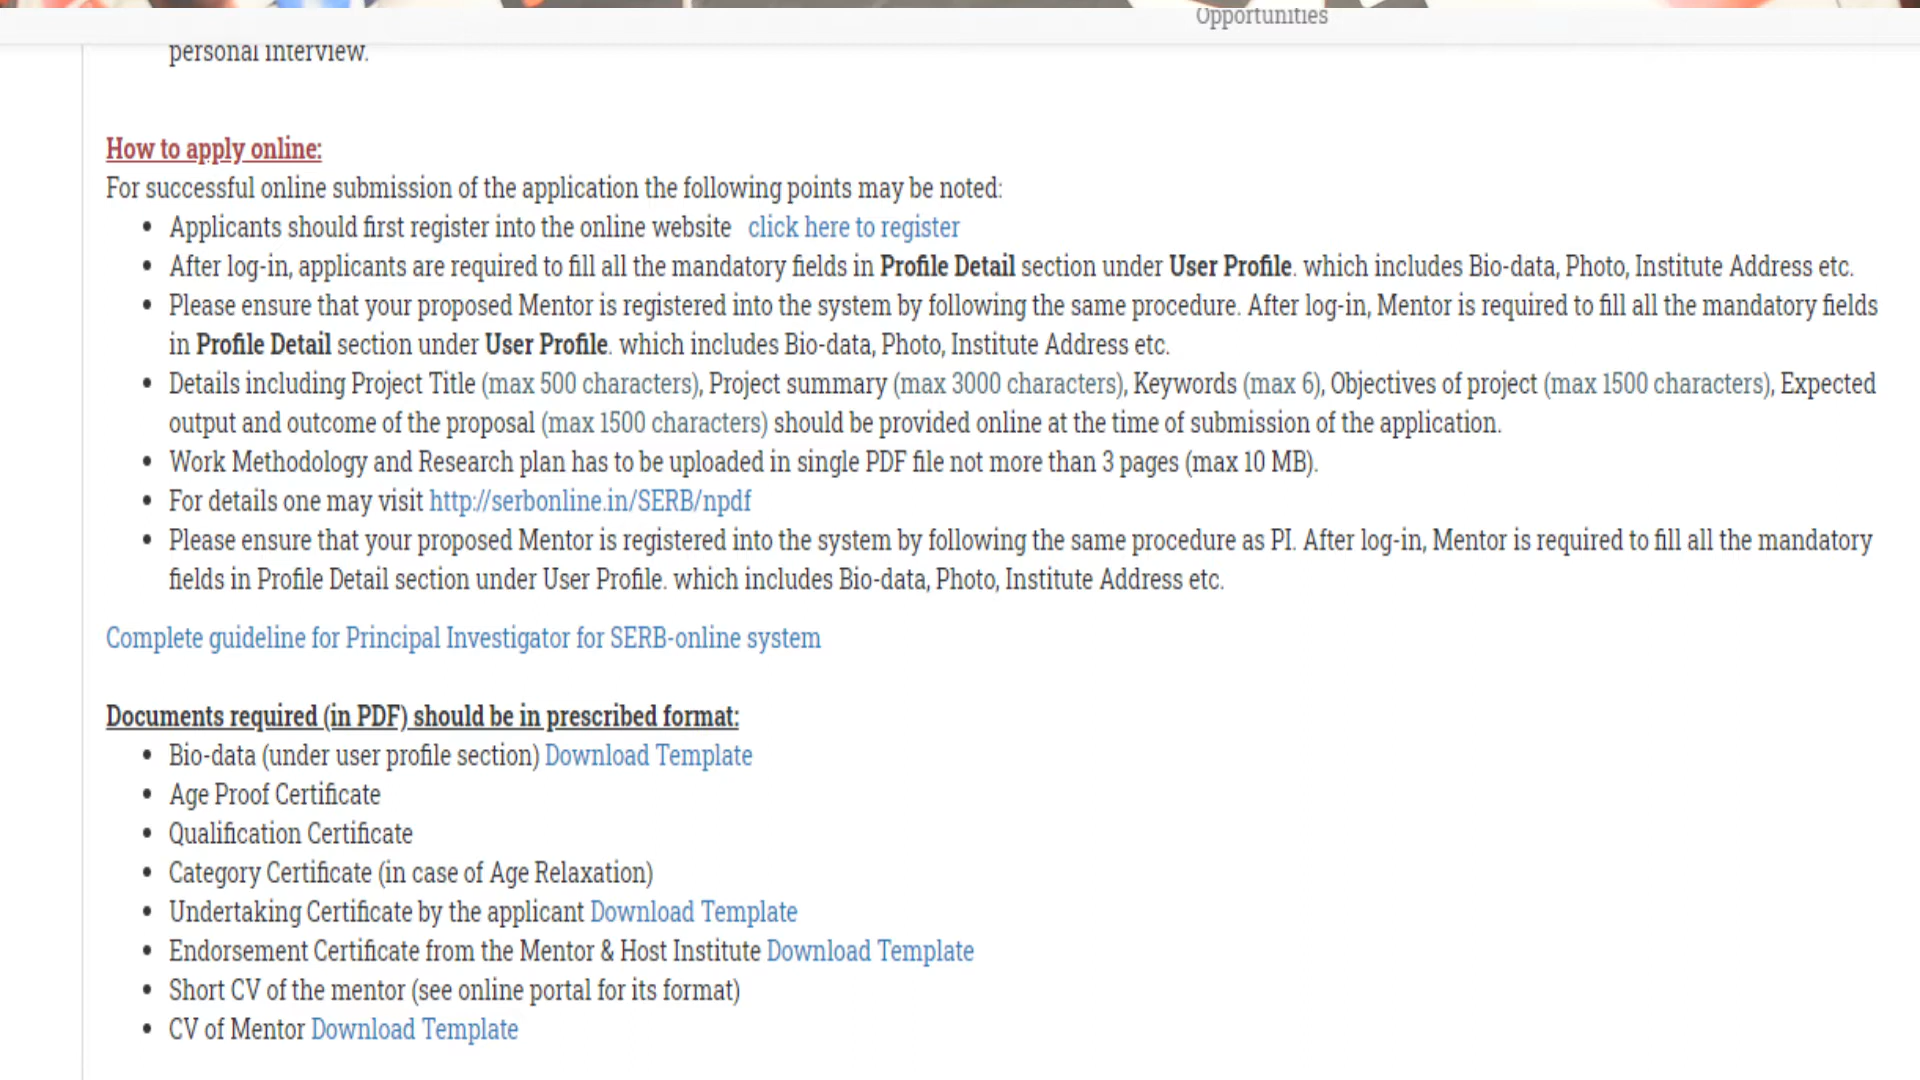 Opportunities
personal interview.
How to apply online:
For successful online submission of the application the following points may be noted:
• Applicants should first register into the online website click here to register
• After log-in, applicants are required to fill all the mandatory fields in Profile Detail section under User Profile. which includes Bio-data, Photo, Institute Address etc.
• Please ensure that your proposed Mentor is registered into the system by following the same procedure. After log-in, Mentor is required to fill all the mandatory fields
in Profile Detail section under User Profile. which includes Bio-data, Photo, Institute Address etc.
• Details including Project Title (max 500 characters), Project summary (max 3000 characters), Keywords (max 6), Objectives of project (max 1500 characters), Expected
output and outcome of the proposal (max 1500 characters) should be provided online at the time of submission of the application.
• Work Methodology and Research plan has to be uploaded in single PDF file not more than 3 pages (max 10 MB).
• For details one may visit http://serbonline.in/SERB/npdf
• Please ensure that your proposed Mentor is registered into the system by following the same procedure as PI. After log-in, Mentor is required to fill all the mandatory
fields in Profile Detail section under User Profile. which includes Bio-data, Photo, Institute Address etc.
Complete guideline for Principal Investigator for SERB-online system
Documents required (in PDF) should be in prescribed format:
• Bio-data (under user profile section) Download Template
• Age Proof Certificate
• Qualification Certificate
• Category Certificate (in case of Age Relaxation)
• Undertaking Certificate by the applicant Download Template
• Endorsement Certificate from the Mentor & Host Institute Download Template
• Short CV of the mentor (see online portal for its format)
• CV of Mentor Download Template